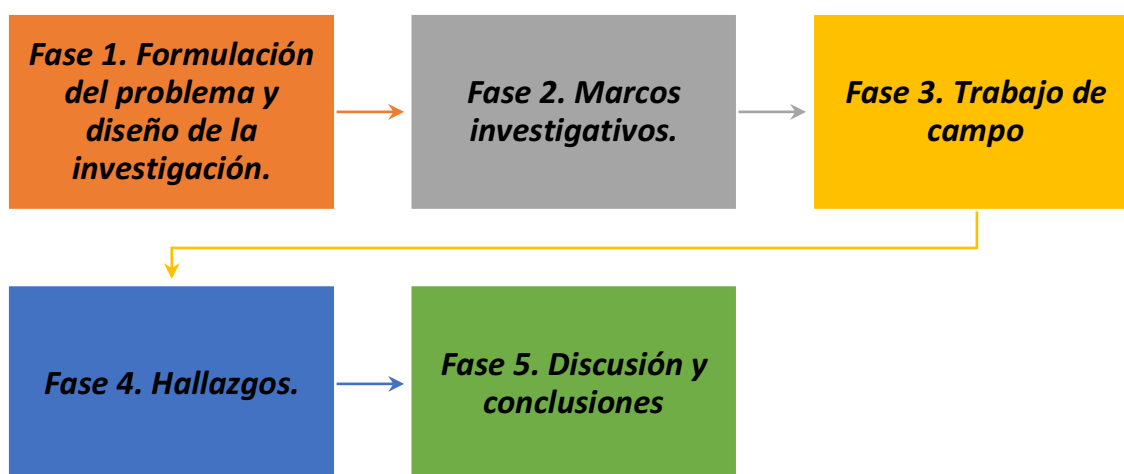 Fase 1. Formulación
del problema y
diseño de la
investigación.
Fase 2. Marcos
investigativos.
Fase 3. Trabajo de
campo
Fase 4. Hallazgos.
Fase 5. Discusión y
conclusiones